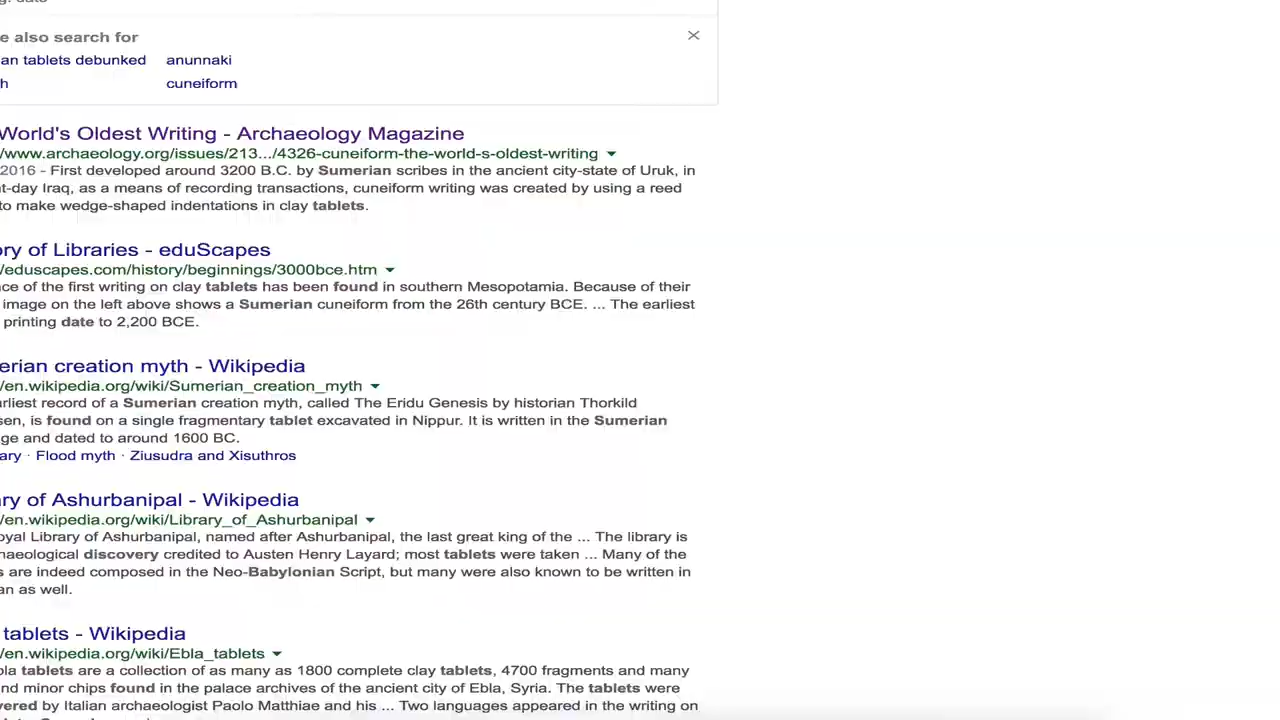 e also search for
an tablets debunked anunnaki
h cuneiform
World's Oldest Writing - Archaeology Magazine
/www.archaeology.org/issues/213.../4326-cuneiform-the-world-s-oldest-writing
2016 - First developed around 3200 B.C. by Sumerian scribes in the ancient city-state of Uruk, in
t-day Iraq, as a means of recording transactions, cuneiform writing was created by using a reed
to make wedge-shaped indentations in clay tablets.
ory of Libraries - eduScapes
/eduscapes.com/history/beginnings/3000bce.htm
ce of the first writing on clay tablets has been found in southern Mesopotamia. Because of their
image on the left above shows a Sumerian cuneiform from the 26th century BCE. ... The earliest
printing date to 2,200 BCE.
erian creation myth - Wikipedia
/en.wikipedia.org/wiki/Sumerian_creation_myth
rliest record of a Sumerian creation myth, called The Eridu Genesis by historian Thorkild
sen, is found on a single fragmentary tablet excavated in Nippur. It is written in the Sumerian
ge and dated to around 1600 BC.
ary · Flood myth · Ziusudra and Xisuthros
ry of Ashurbanipal - Wikipedia
/en.wikipedia.org/wiki/Library_of_Ashurbanipal
oyal Library of Ashurbanipal, named after Ashurbanipal, the last great king of the ... The library is
haeological discovery credited to Austen Henry Layard; most tablets were taken ... Many of the
s are indeed composed in the Neo-Babylonian Script, but many were also known to be written in
an as well.
tablets - Wikipedia
/en.wikipedia.org/wiki/Ebla_tablets
bla tablets are a collection of as many as 1800 complete clay tablets, 4700 fragments and many
nd minor chips found in the palace archives of the ancient city of Ebla, Syria. The tablets were
vered by Italian archaeologist Paolo Matthiae and his ... Two languages appeared in the writing on